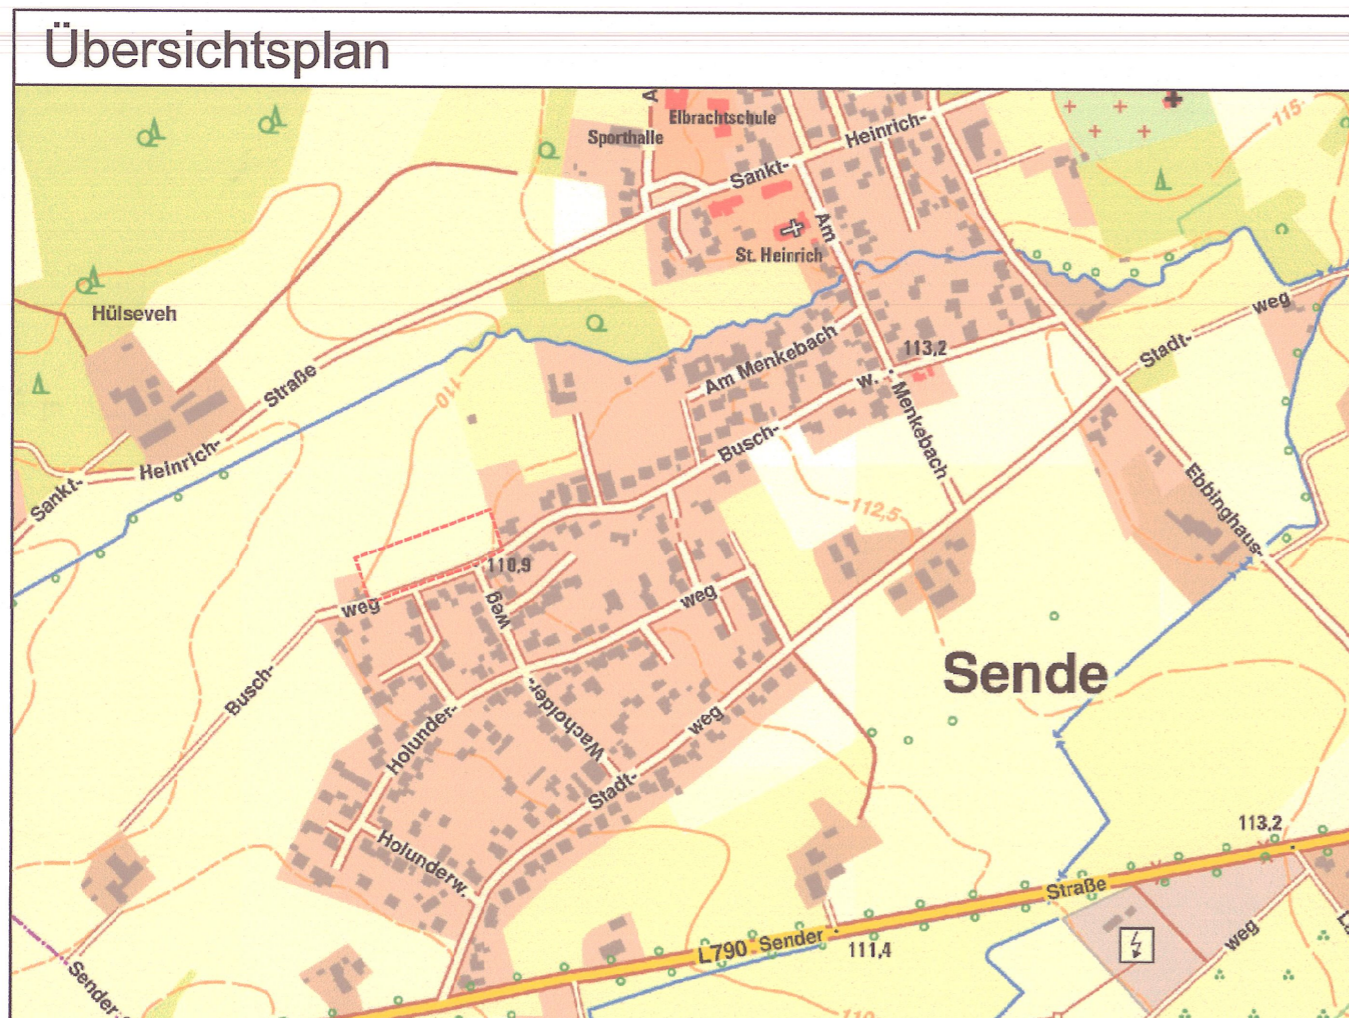 Übersichtsplan
A
Elbrachtschule
Sporthalle
Heinrich-
Sankt-
115
Am
St. Heinrich
Hülseveh
weg
Stadt-
113,2
Am Menkebach
w.
Menkebach
Straße
110
Busch-
Heinrich-
Sankt-
Ebbinghaus-
112,5
110,9
weg
Weg
weg
Sende
Busch-
Wacholder-
Holunder-
weg
Stadt-
Holunderw.
113,2
Straße
L790 Sender
111,4
weg
Sender
110